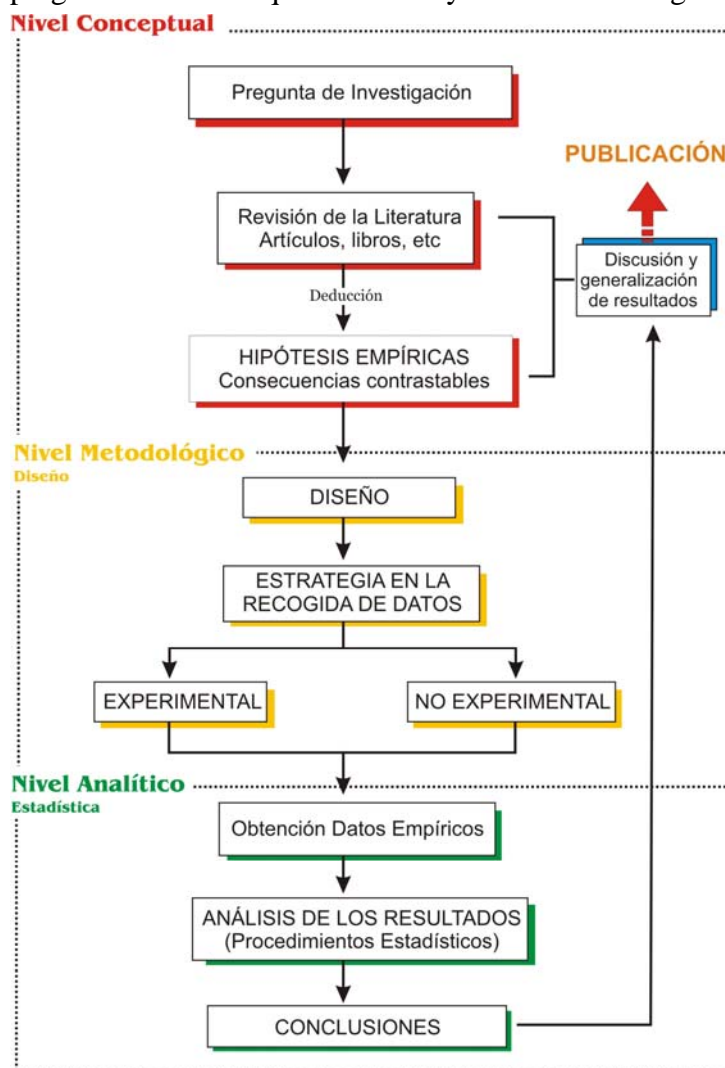 Nivel Conceptual
Pregunta de Investigación
PUBLICACIÓN
Revisión de la Literatura
Artículos, libros, etc
Discusión y
generalización
de resultados
Deducción
HIPÓTESIS EMPÍRICAS
Consecuencias contrastables
Nivel Metodológico
Diseño
DISEÑO
ESTRATEGIA EN LA
RECOGIDA DE DATOS
EXPERIMENTAL
NO EXPERIMENTAL
Nivel Analítico
Estadística
Obtención Datos Empíricos
ANÁLISIS DE LOS RESULTADOS
(Procedimientos Estadísticos)
CONCLUSIONES